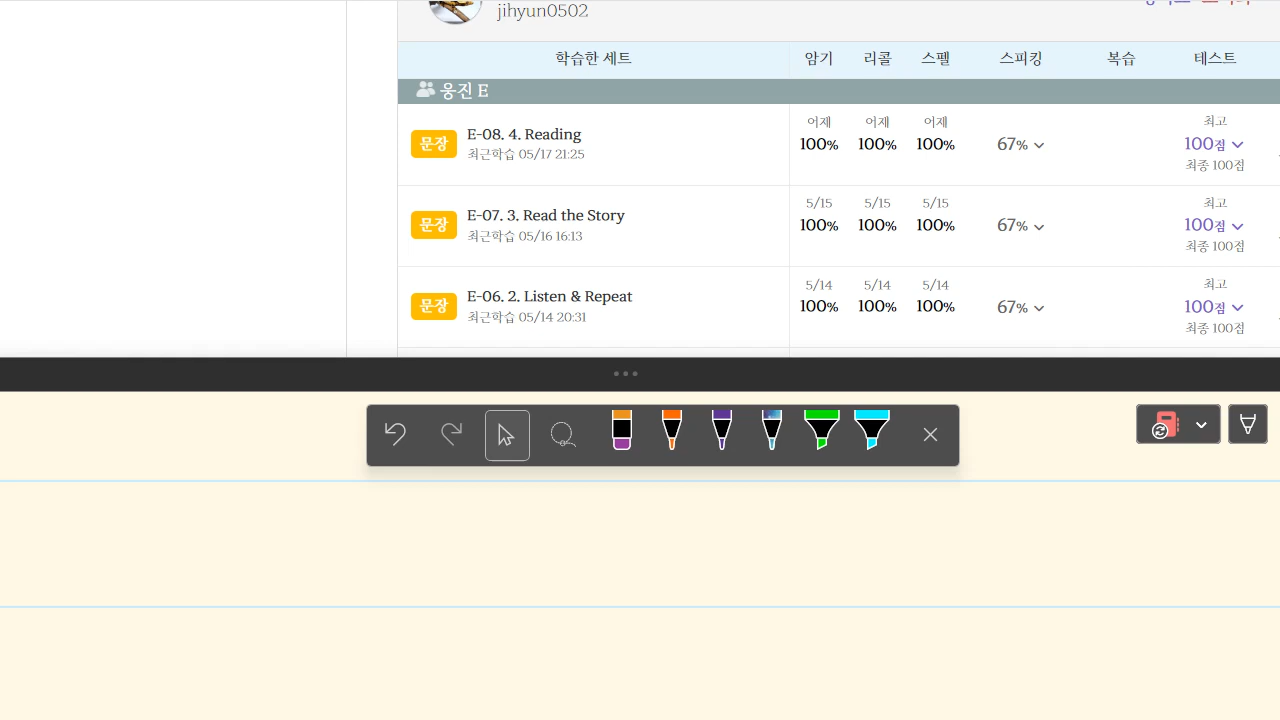 jihyun0502
학습한 세트 암기 리콜 스펠 스피킹 복습 테스트
웅진 E
문장 E-08. 4. Reading
최근학습 05/17 21:25
어제 어제 어제 최고
100% 100% 100% 67% 100점
최종 100점
문장 E-07. 3. Read the Story
최근학습 05/16 16:13
5/15 5/15 5/15 최고
100% 100% 100% 67% 100점
최종 100점
문장 E-06. 2. Listen & Repeat
최근학습 05/14 20:31
5/14 5/14 5/14 최고
100% 100% 100% 67% 100점
최종 100점